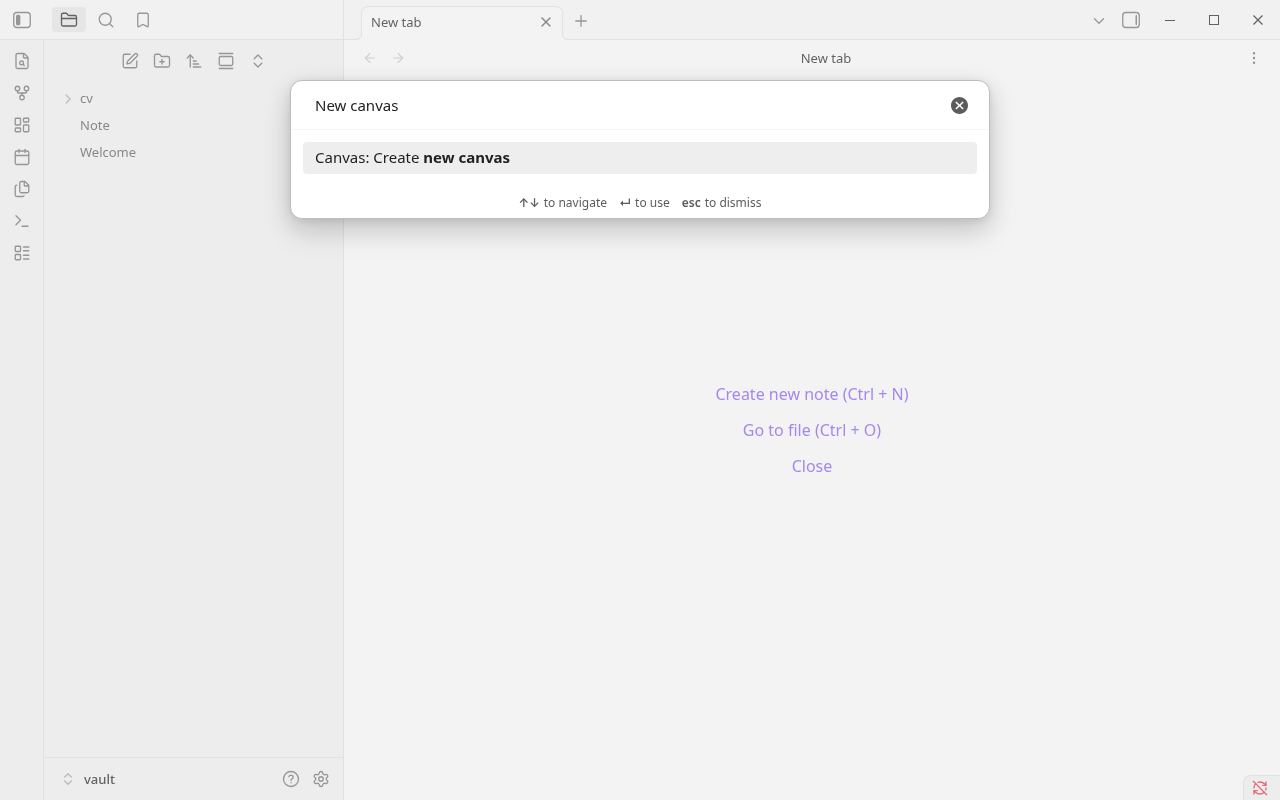 New tab
New tab
cv
Note
Welcome
New canvas
Canvas: Create new canvas
to navigate
to use
esc to dismiss
Create new note (Ctrl + N)
Go to file (Ctrl + O)
Close
vault